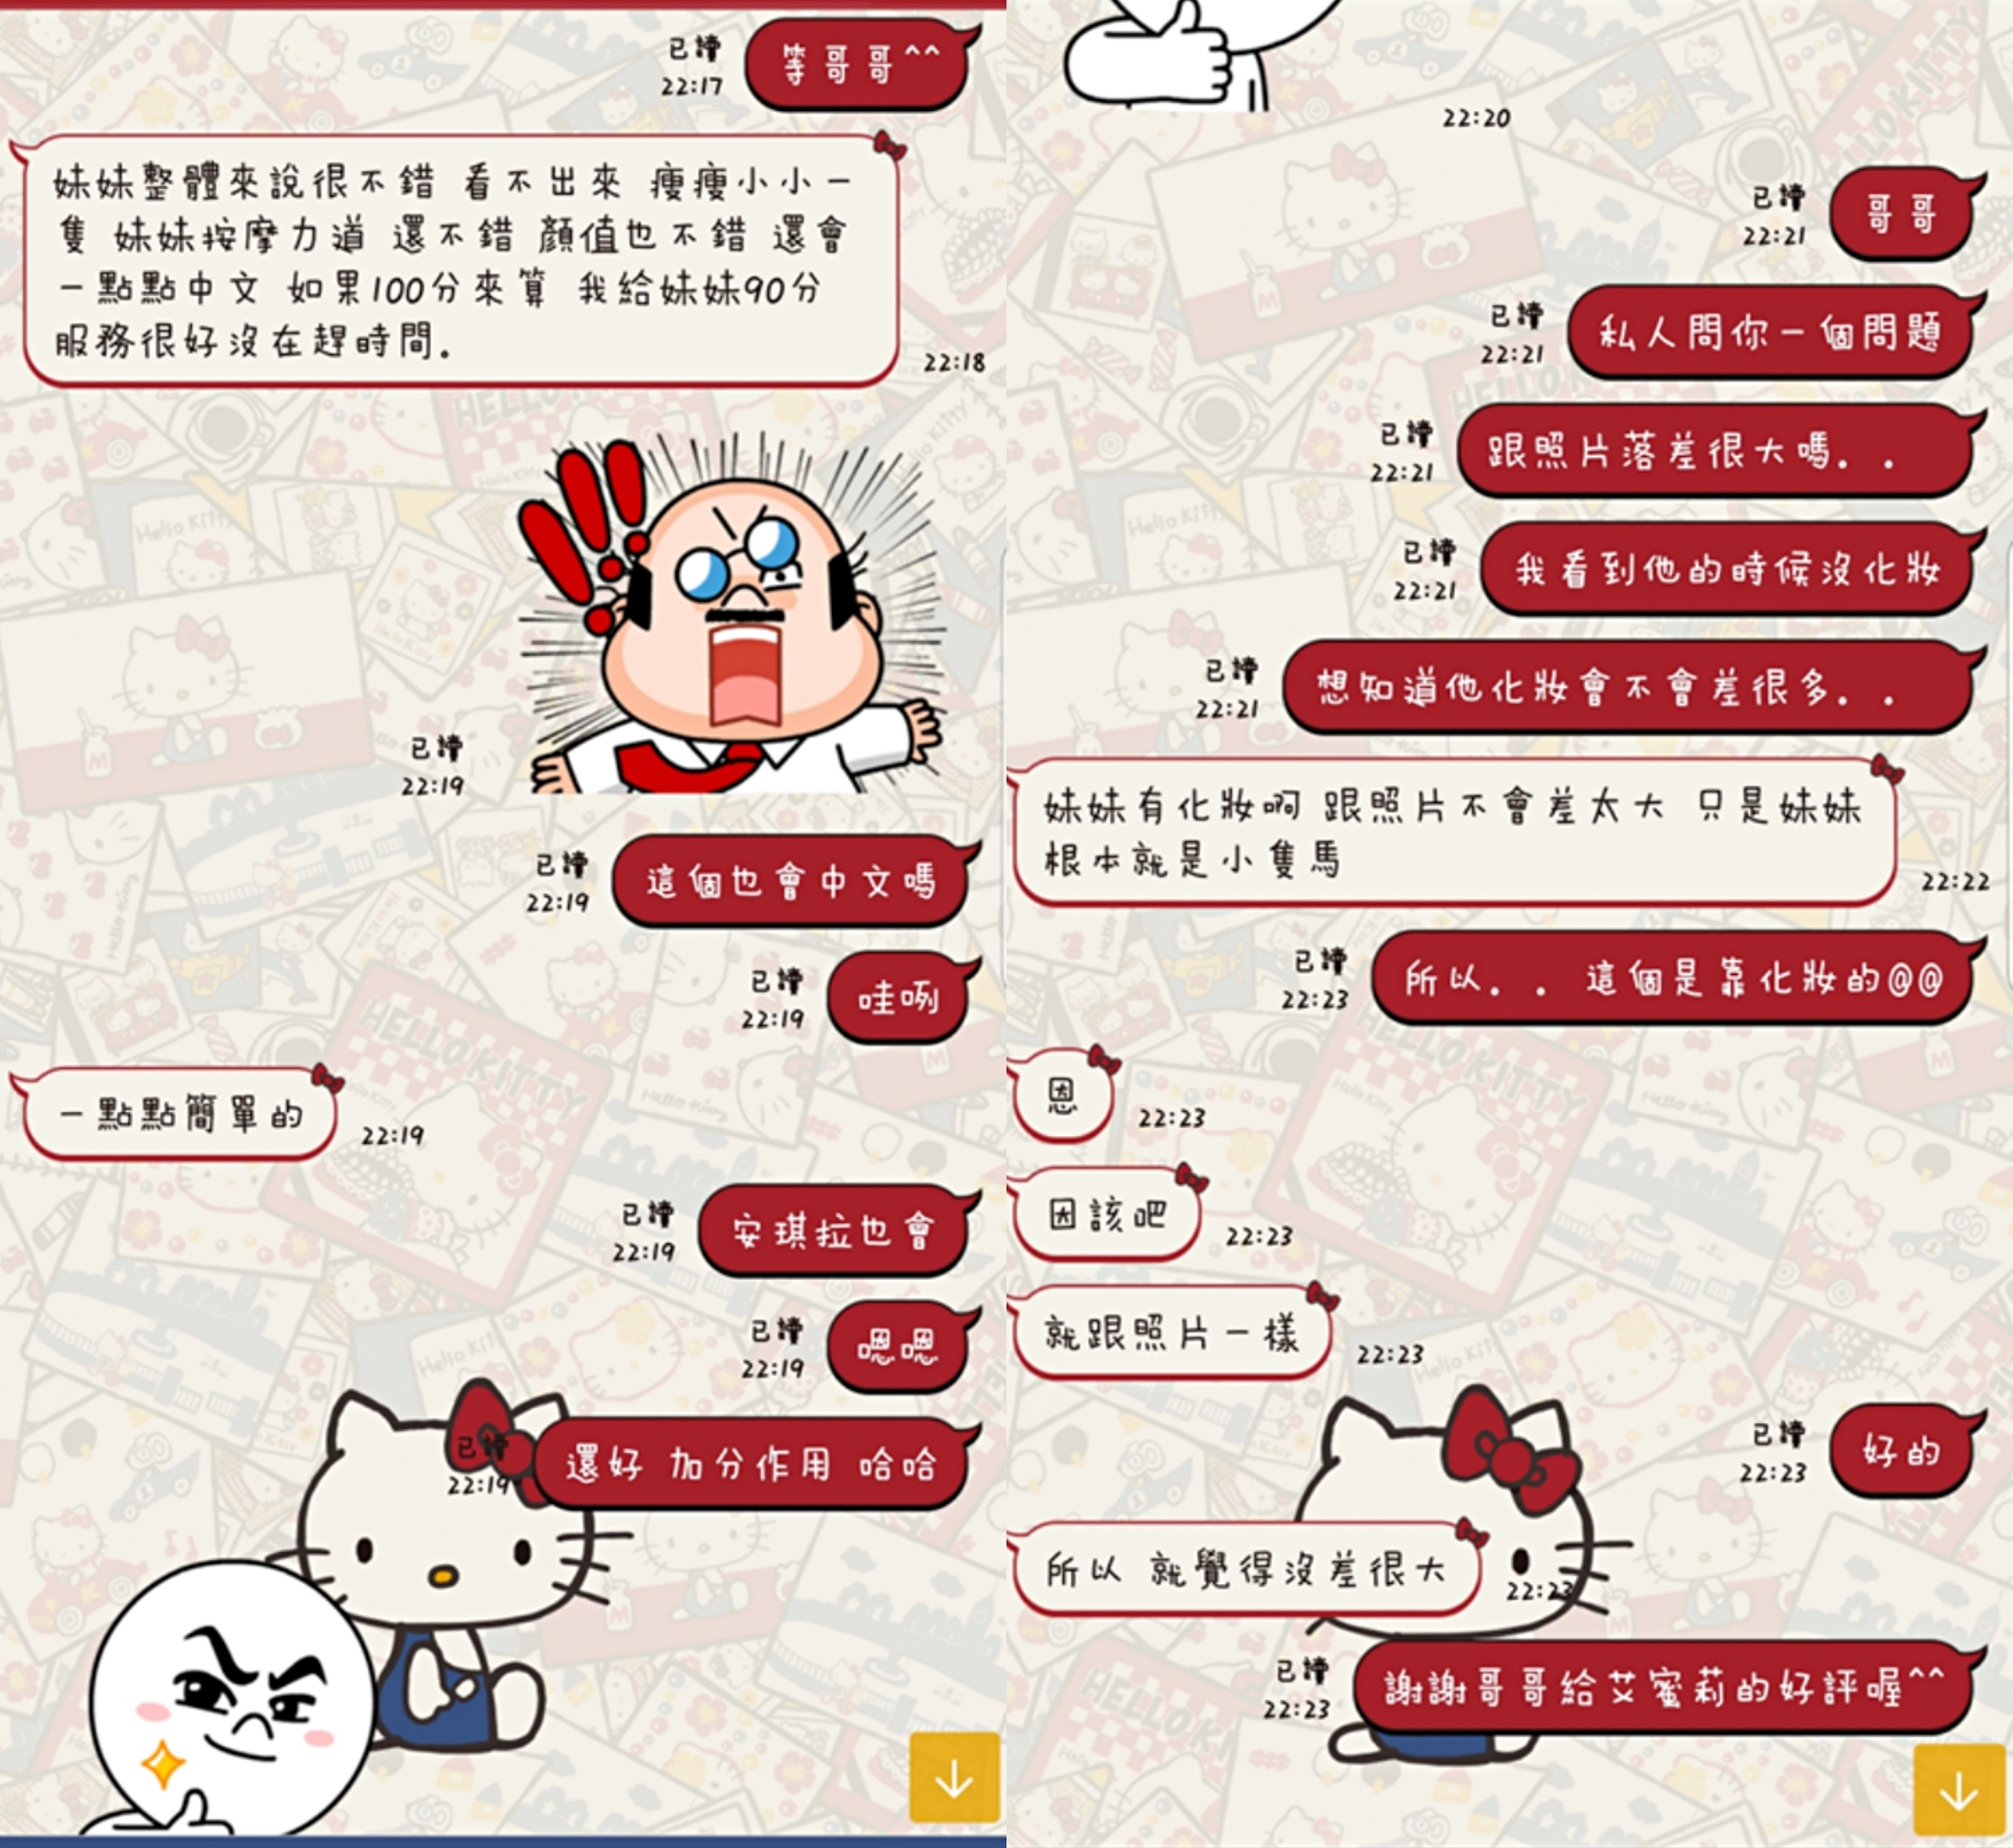 等哥哥^^
已讀
22:17
妹妹整體來說很不錯 看不出來 瘦瘦小小一
隻 妹妹按摩力道 還不錯 顏值也不錯 還會
一點點中文 如果100分來算 我給妹妹90分
服務很好沒在趕時間。
22:18
已讀
22:19
這個也會中文嗎
已讀
22:19
哇咧
已讀
22:19
一點點簡單的
22:19
安琪拉也會
已讀
22:19
嗯嗯
已讀
22:19
還好 加分作用 哈哈
已讀
22:19
22:20
哥哥
已讀
22:21
私人問你一個問題
已讀
22:21
跟照片落差很大嗎。。
已讀
22:21
我看到他的時候沒化妝
已讀
22:21
想知道他化妝會不會差很多。。
已讀
22:21
妹妹有化妝啊 跟照片不會差太大 只是妹妹
根本就是小隻馬
22:22
所以。。 這個是靠化妝的@@
已讀
22:23
恩
22:23
因該吧
22:23
就跟照片一樣
22:23
好的
已讀
22:23
所以 就覺得沒差很大
22:23
謝謝哥哥給艾蜜莉的好評喔^^
已讀
22:23